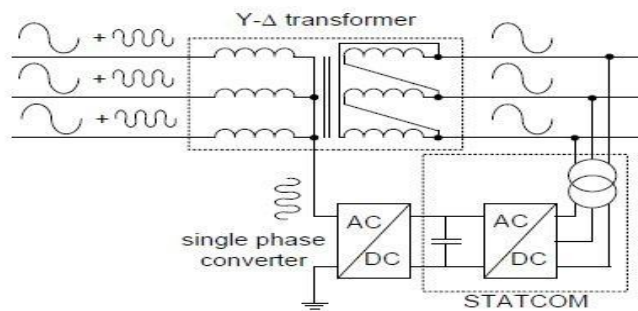 Y-Δ transformer
+
+
+
single phase
converter
AC
DC
AC
DC
STATCOM